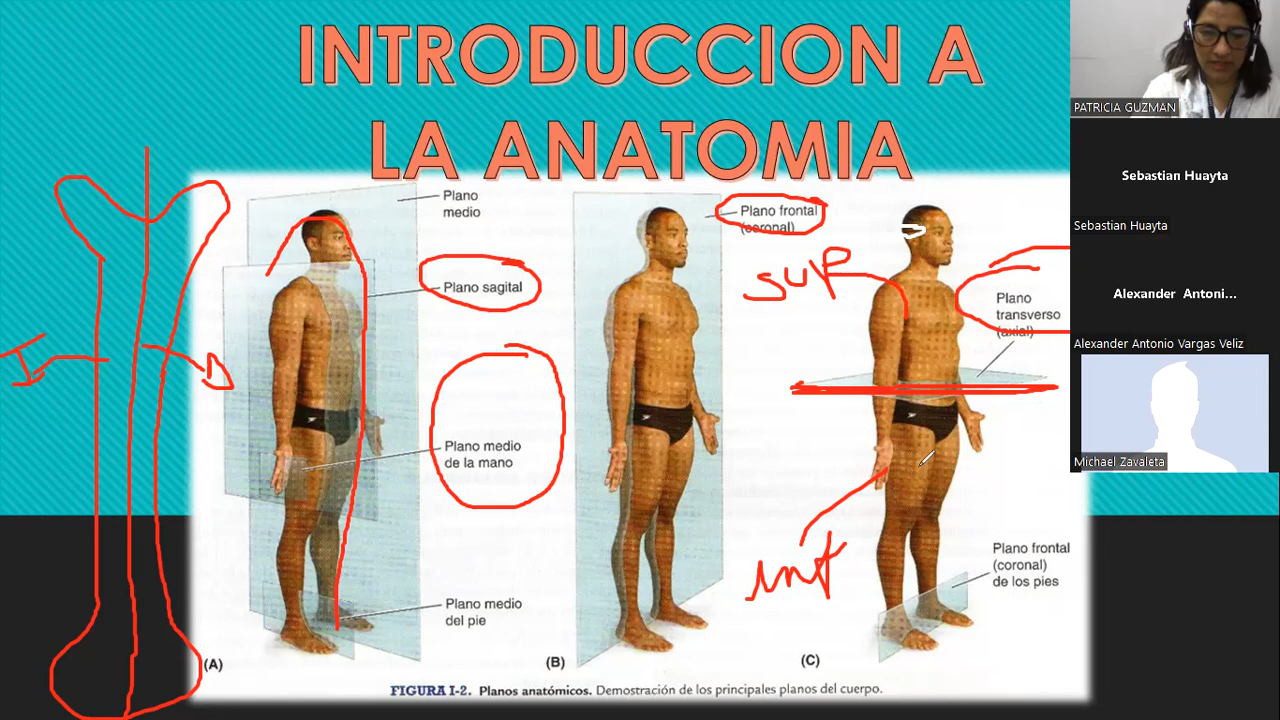 INTRODUCCION A
LA ANATOMIA
Plano
medio
Plano sagital
Plano medio
de la mano
Plano medio
del pie
(A)
Plano frontal
(coronal)
(B)
sup
Plano
transverso
(axial)
inf
Plano frontal
(coronal)
de los pies
(C)
I
D
FIGURA I-2. Planos anatómicos. Demostración de los principales planos del cuerpo.
PATRICIA GUZMAN
Sebastian Huayta
Sebastian Huayta
Alexander Antoni...
Alexander Antonio Vargas Veliz
Michael Zavaleta